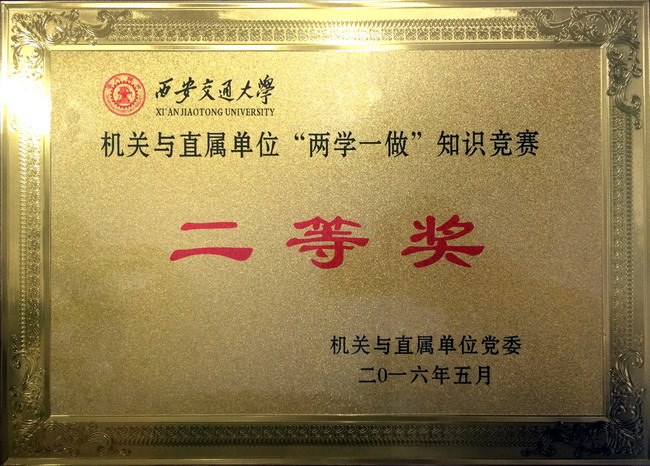 西安交通大學
XI'AN JIAOTONG UNIVERSITY
机关与直属单位“两学一做”知识竞赛
二等奖
机关与直属单位党委
二〇一六年五月